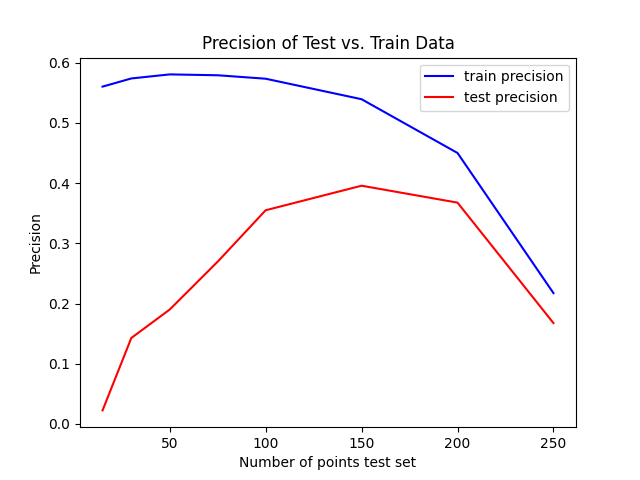 Precision of Test vs. Train Data
train precision
test precision
0.6
0.5
0.4
0.3
0.2
0.1
0.0
Precision
50 100 150 200 250
Number of points test set